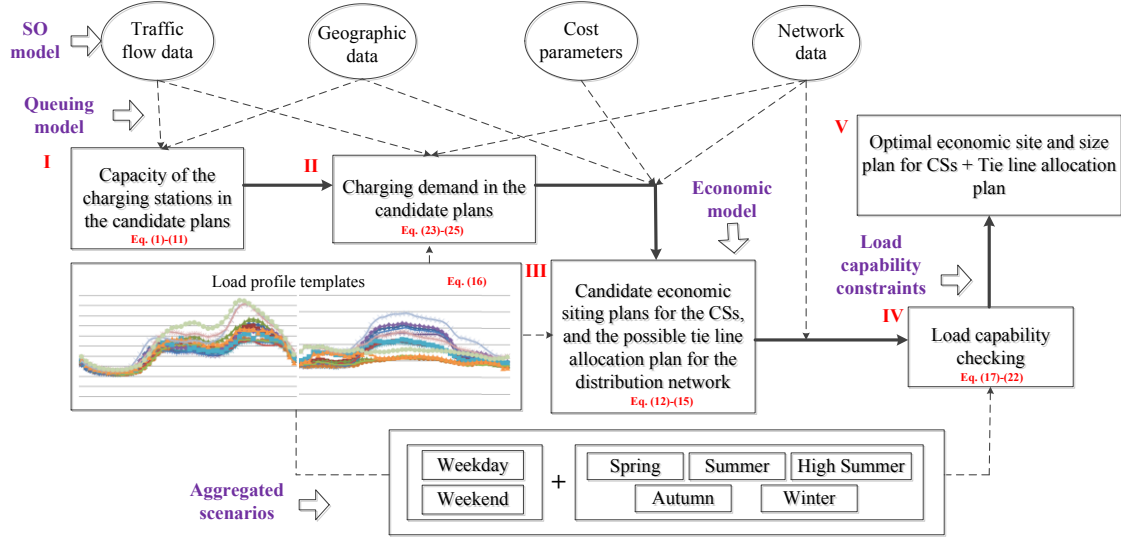 SO
model
Traffic
flow data
Geographic
data
Cost
parameters
Network
data
Queuing
model
I
Capacity of the
charging stations in
the candidate plans
Eq. (1)-(11)
II
Charging demand in the
candidate plans
Eq. (23)-(25)
Economic
model
V
Optimal economic site and size
plan for CSs + Tie line allocation
plan
Load profile templates
Eq. (16)
III
Candidate economic
siting plans for the CSs,
and the possible tie line
allocation plan for the
distribution network
Eq. (12)-(15)
Load
capability
constraints
IV
Load capability
checking
Eq. (17)-(22)
Aggregated
scenarios
Weekday
Weekend
+
Spring
Summer
High Summer
Autumn
Winter